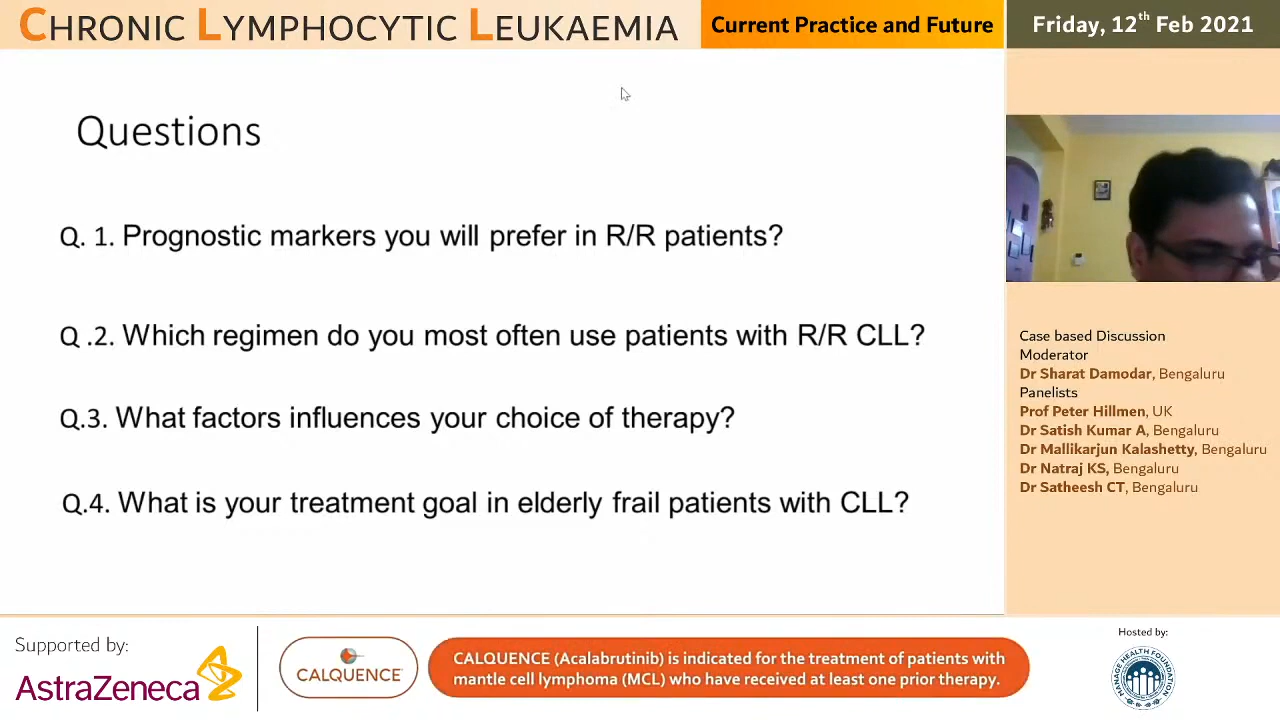 CHRONIC LYMPHOCYTIC LEUKAEMIA
Current Practice and Future
Friday, 12th Feb 2021
Questions
Q. 1. Prognostic markers you will prefer in R/R patients?
Q .2. Which regimen do you most often use patients with R/R CLL?
Q.3. What factors influences your choice of therapy?
Q.4. What is your treatment goal in elderly frail patients with CLL?
Case based Discussion
Moderator
Dr Sharat Damodar, Bengaluru
Panelists
Prof Peter Hillmen, UK
Dr Satish Kumar A, Bengaluru
Dr Mallikarjun Kalashetty, Bengaluru
Dr Natraj KS, Bengaluru
Dr Satheesh CT, Bengaluru
Supported by:
AstraZeneca
CALQUENCE
CALQUENCE (Acalabrutinib) is indicated for the treatment of patients with
mantle cell lymphoma (MCL) who have received at least one prior therapy.
Hosted by:
MANAGE HEALTH FOUNDATION